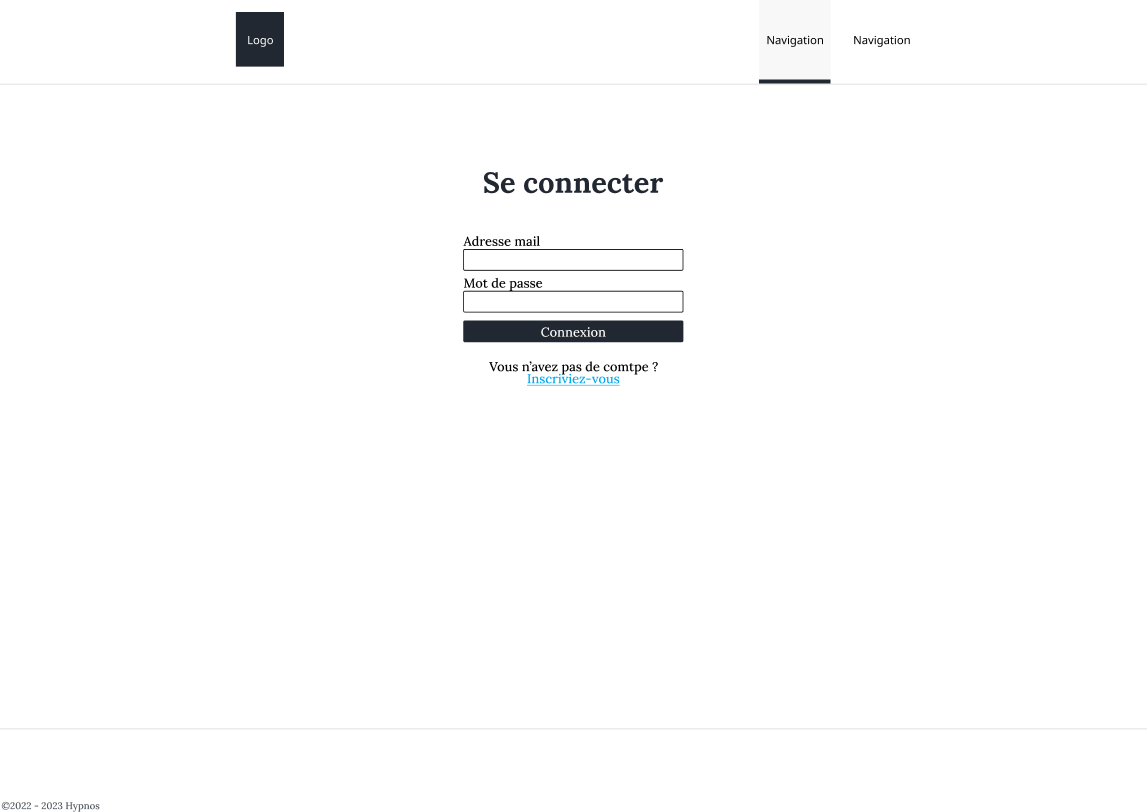 Logo
Navigation
Navigation
Se connecter
Adresse mail
Mot de passe
Connexion
Vous n’avez pas de comtpe ?
Inscriviez-vous
©2022 - 2023 Hypnos